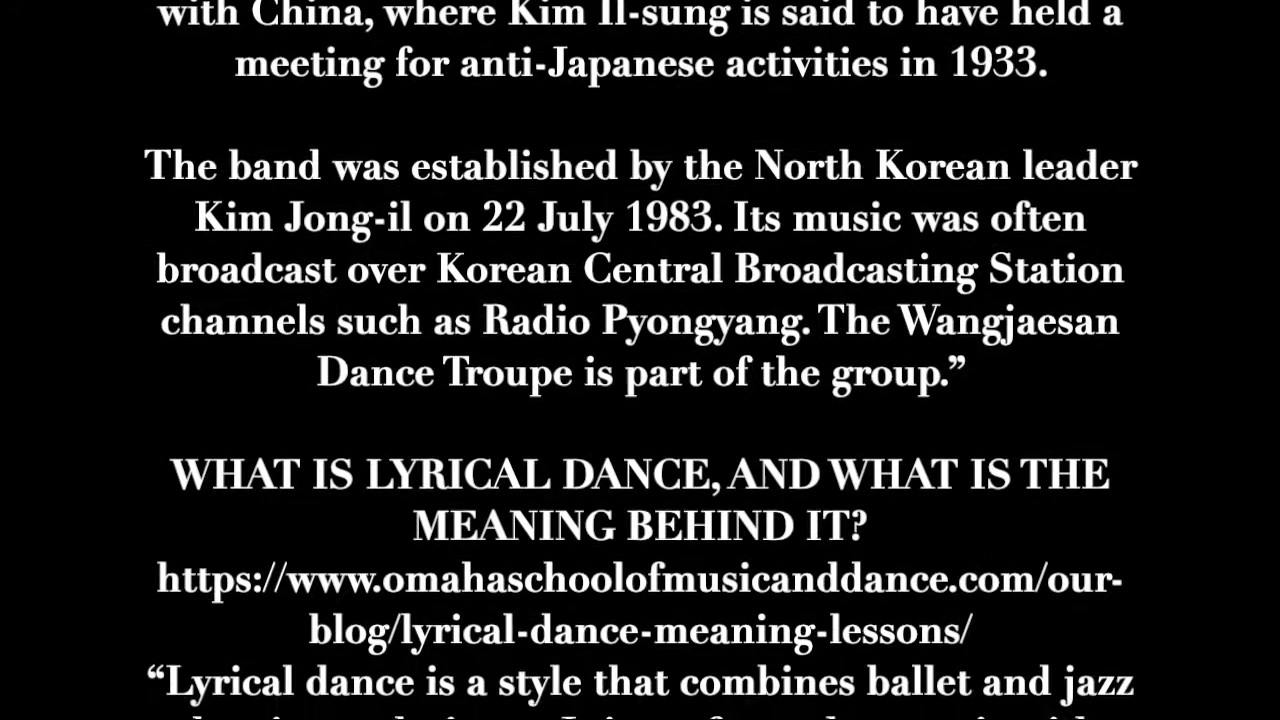 with China, where Kim Il-sung is said to have held a
meeting for anti-Japanese activities in 1933.
The band was established by the North Korean leader
Kim Jong-il on 22 July 1983. Its music was often
broadcast over Korean Central Broadcasting Station
channels such as Radio Pyongyang. The Wangjaesan
Dance Troupe is part of the group.”
WHAT IS LYRICAL DANCE, AND WHAT IS THE
MEANING BEHIND IT?
https://www.omahaschoolofmusicanddance.com/our-
blog/lyrical-dance-meaning-lessons/
“Lyrical dance is a style that combines ballet and jazz